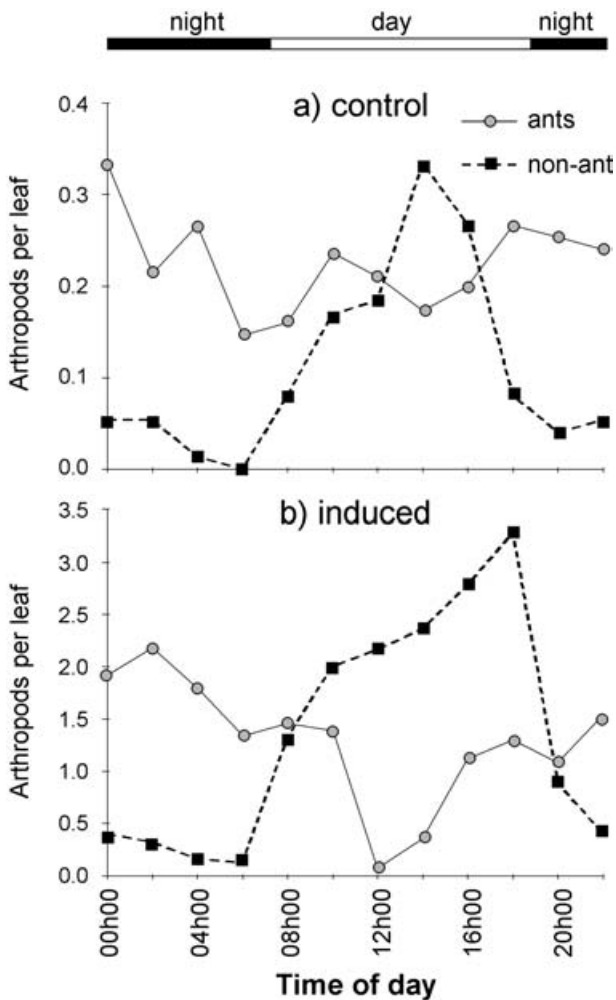 night day night
a) control
ants
non-ant
Arthropods per leaf
0.4
0.3
0.2
0.1
0.0
b) induced
Arthropods per leaf
3.5
3.0
2.5
2.0
1.5
1.0
0.5
0.0
00h00 04h00 08h00 12h00 16h00 20h00
Time of day